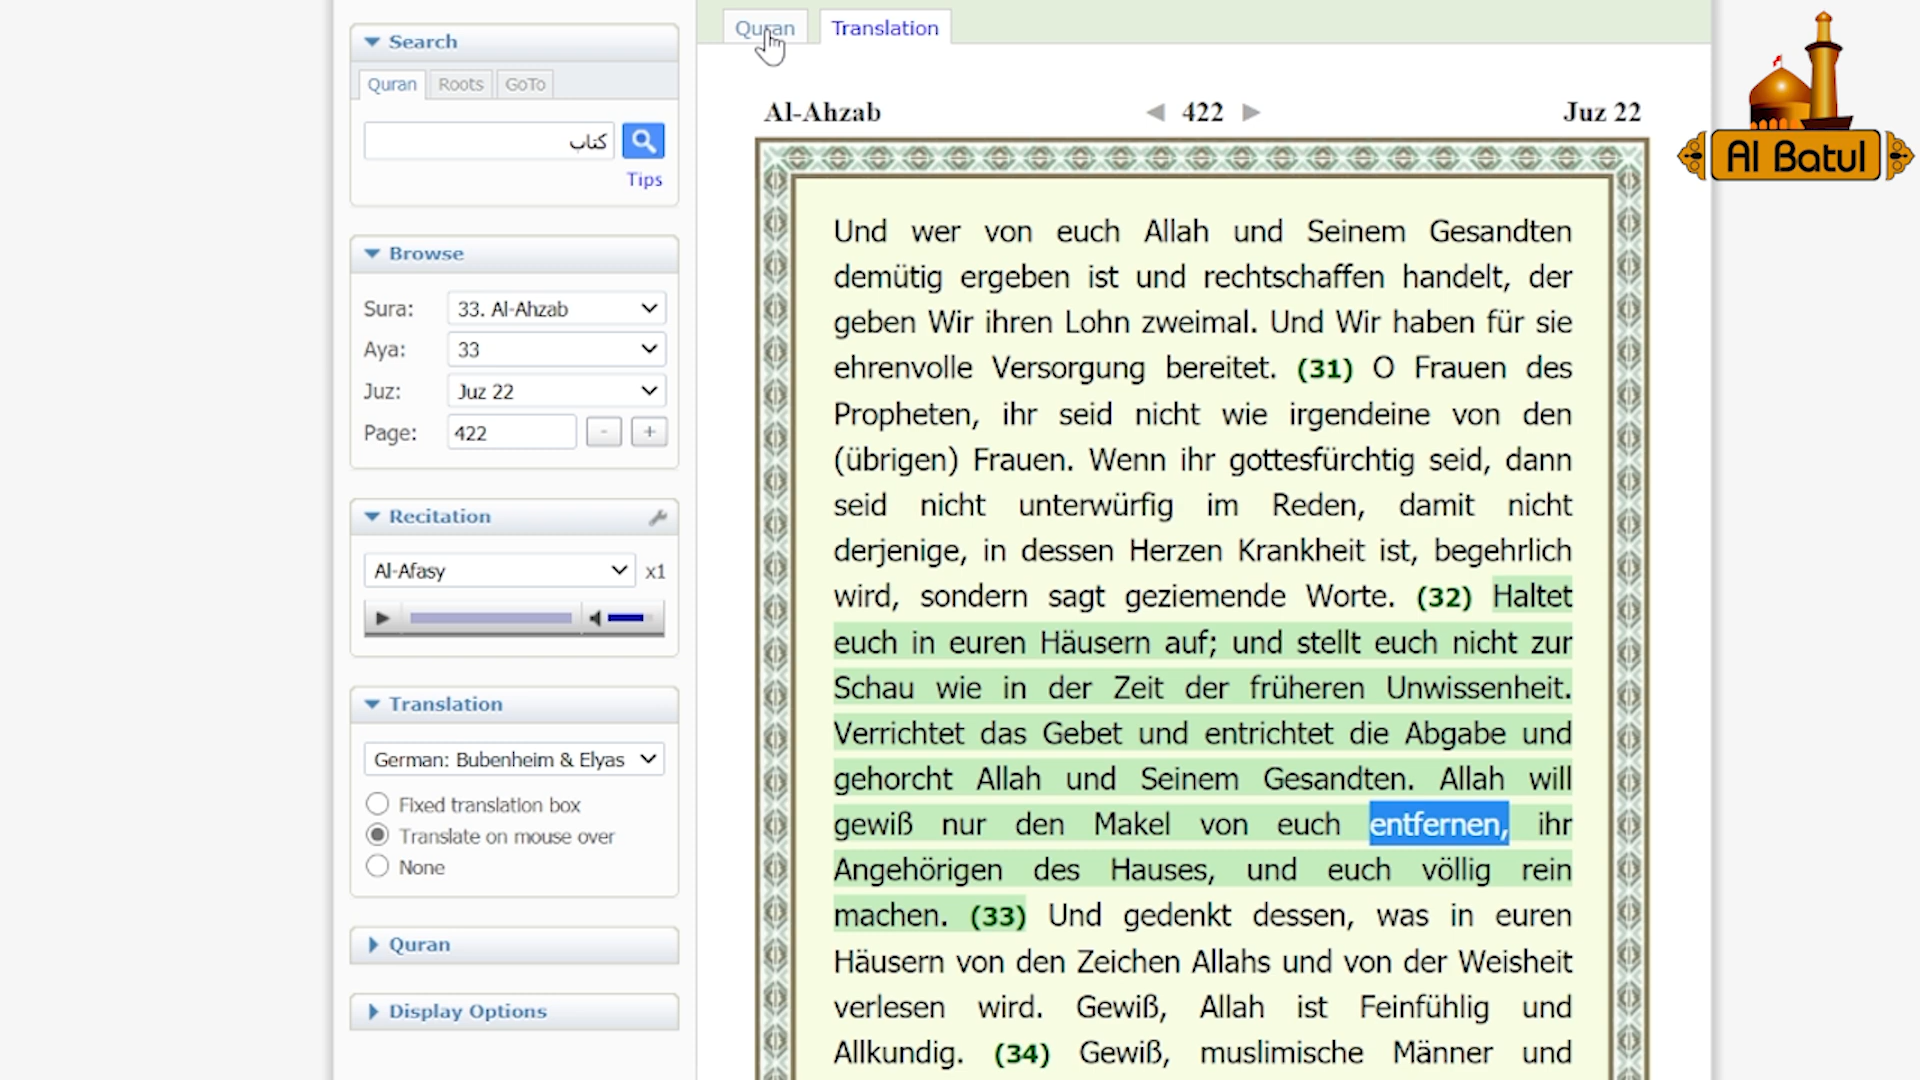 Search
Quran Roots GoTo
كتاب
Tips
Browse
Sura: 33. Al-Ahzab
Aya: 33
Juz: Juz 22
Page: 422 - +
Recitation
Al-Afasy x1
Translation
German: Bubenheim & Elyas
Fixed translation box
Translate on mouse over
None
Quran
Display Options
Quran Translation
Al-Ahzab 422 Juz 22
Und wer von euch Allah und Seinem Gesandten
demütig ergeben ist und rechtschaffen handelt, der
geben Wir ihren Lohn zweimal. Und Wir haben für sie
ehrenvolle Versorgung bereitet. (31) O Frauen des
Propheten, ihr seid nicht wie irgendeine von den
(übrigen) Frauen. Wenn ihr gottesfürchtig seid, dann
seid nicht unterwürfig im Reden, damit nicht
derjenige, in dessen Herzen Krankheit ist, begehrlich
wird, sondern sagt geziemende Worte. (32) Haltet
euch in euren Häusern auf; und stellt euch nicht zur
Schau wie in der Zeit der früheren Unwissenheit.
Verrichtet das Gebet und entrichtet die Abgabe und
gehorcht Allah und Seinem Gesandten. Allah will
gewiß nur den Makel von euch entfernen, ihr
Angehörigen des Hauses, und euch völlig rein
machen. (33) Und gedenkt dessen, was in euren
Häusern von den Zeichen Allahs und von der Weisheit
verlesen wird. Gewiß, Allah ist Feinfühlig und
Allkundig. (34) Gewiß, muslimische Männer und
Al Batul